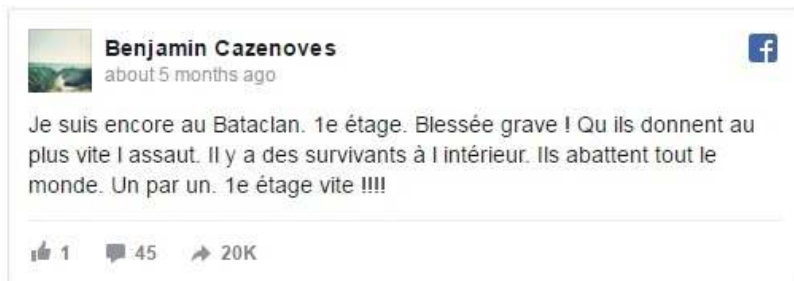 Benjamin Cazenoves
about 5 months ago
Je suis encore au Bataclan. 1e étage. Blessée grave ! Qu ils donnent au
plus vite l assaut. Il y a des survivants à l intérieur. Ils abattent tout le
monde. Un par un. 1e étage vite !!!!
1 45 20K